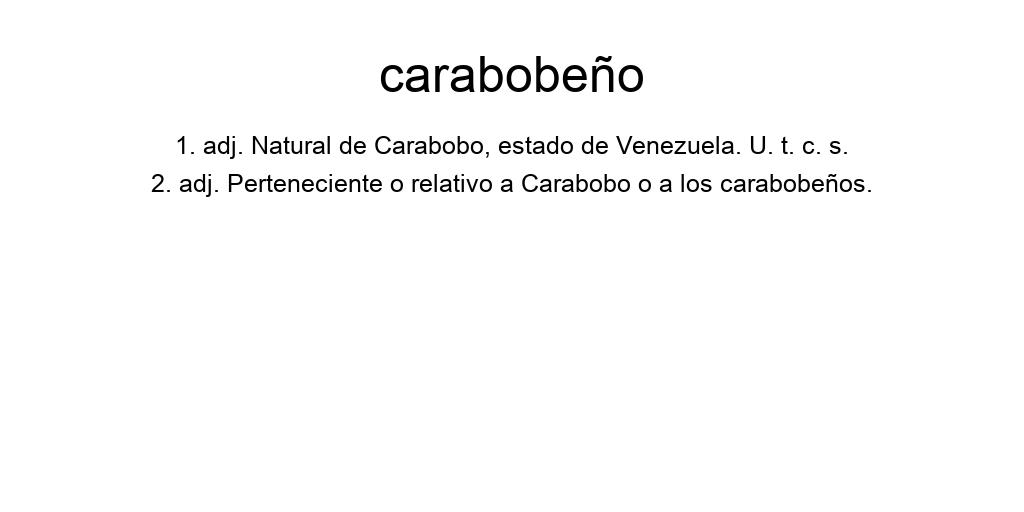 carabobeño
1. adj. Natural de Carabobo, estado de Venezuela. U. t. c. s.
2. adj. Perteneciente o relativo a Carabobo o a los carabobeños.